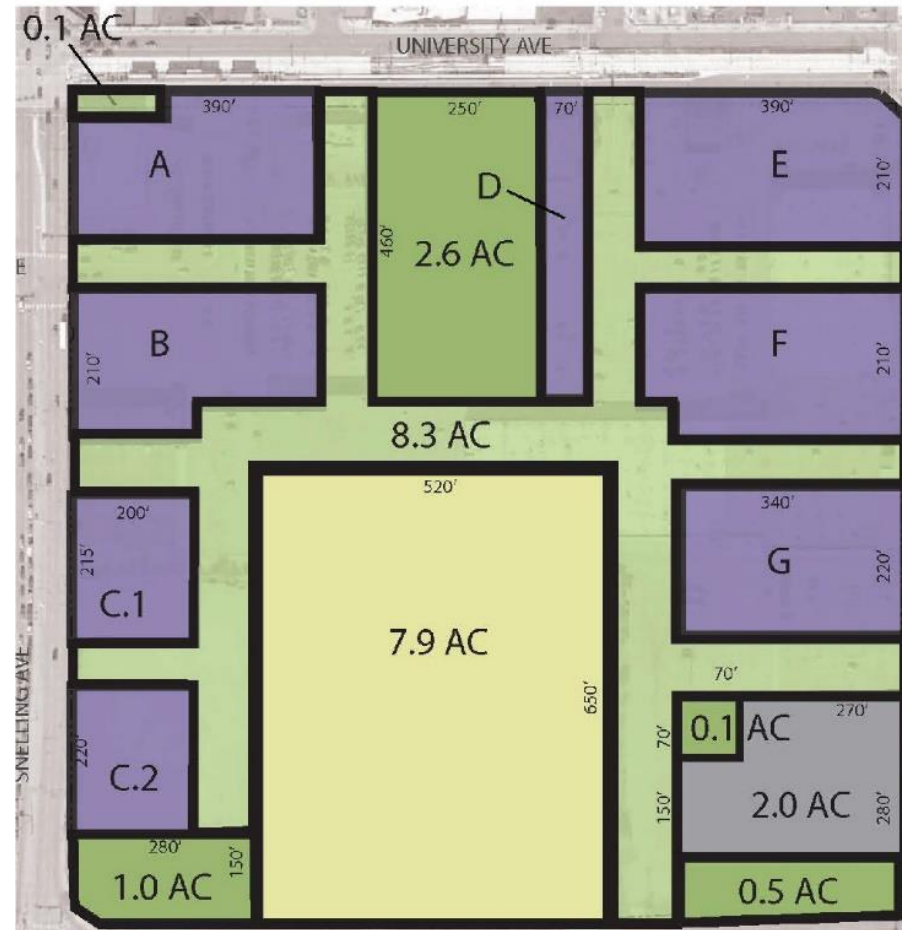 0.1 AC
UNIVERSITY AVE
390'
250'
70'
390'
A
D
E
210'
460'
2.6 AC
E
B
F
210'
210'
8.3 AC
520'
200'
340'
215'
G
220'
C.1
7.9 AC
SNELLING AVE
70'
650'
270'
220'
70'
0.1 AC
C.2
2.0 AC
150'
280'
280'
150'
1.0 AC
0.5 AC